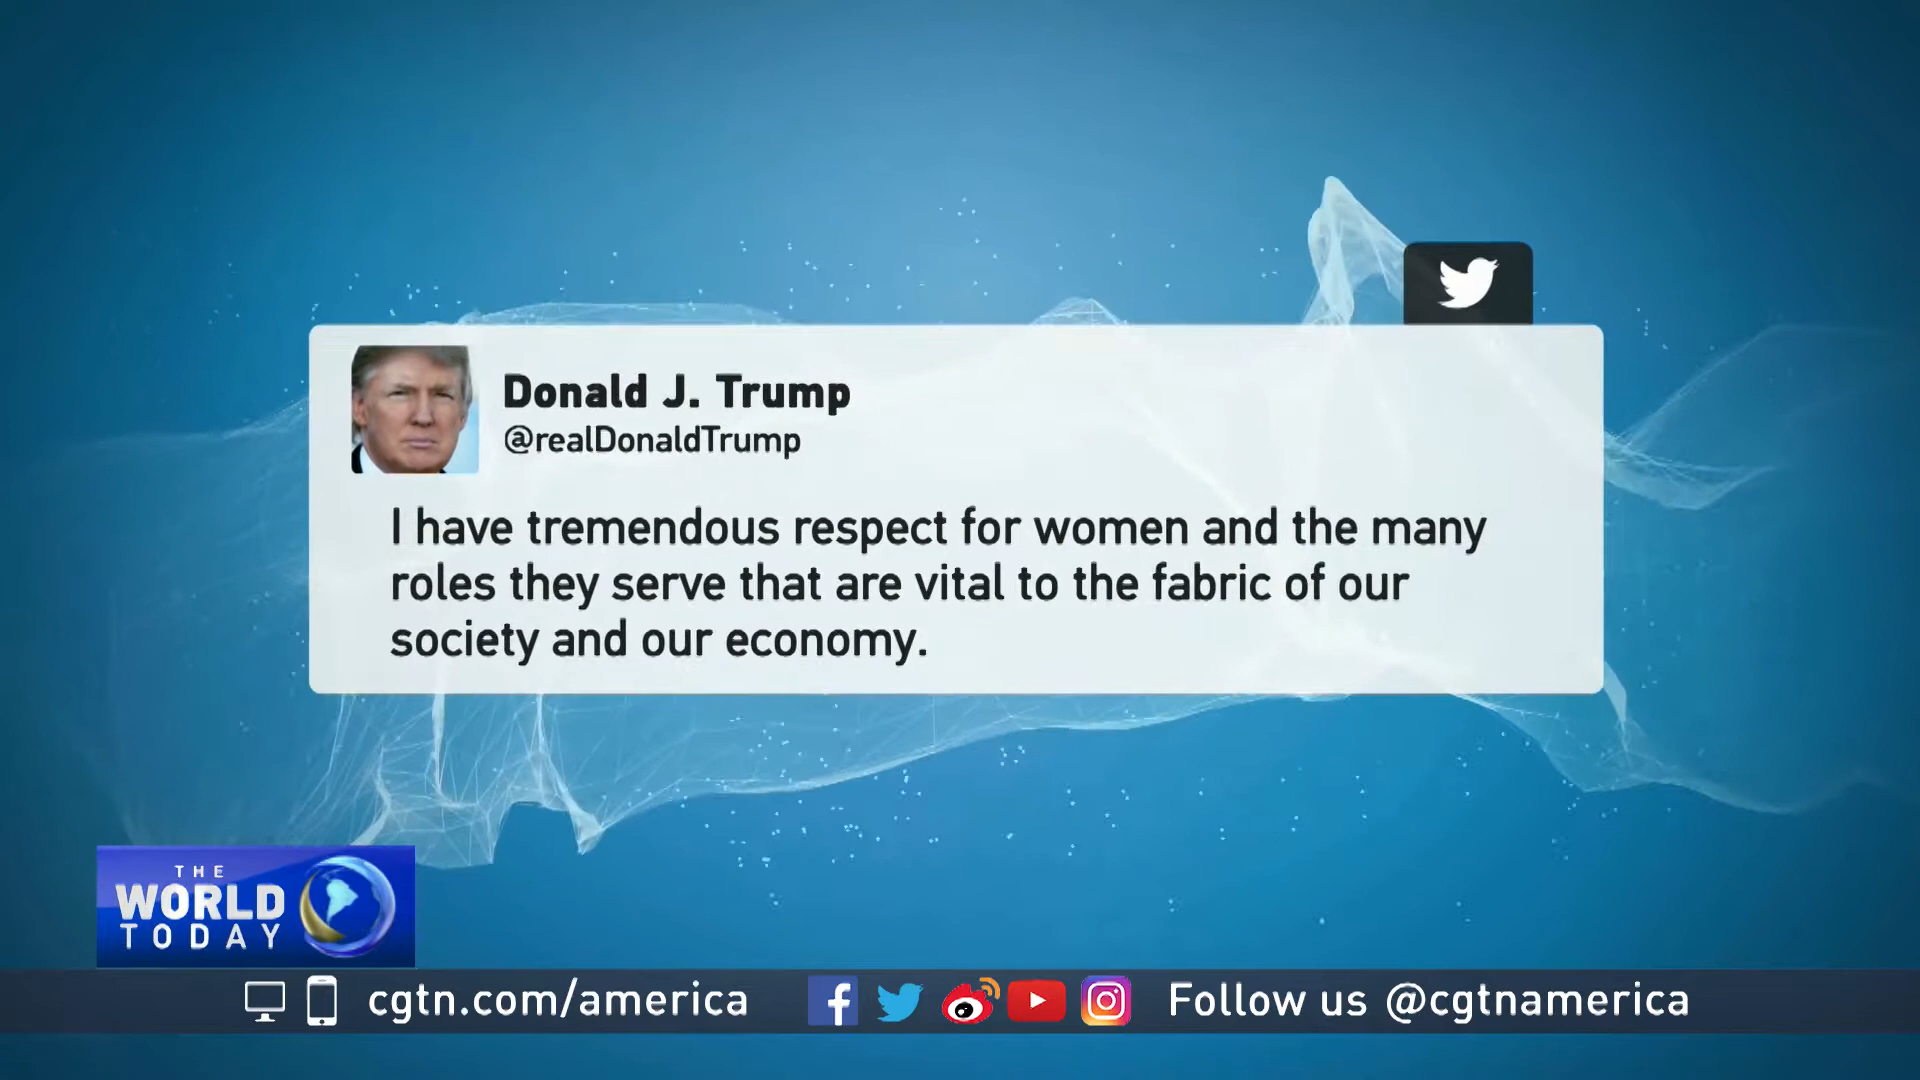 Donald J. Trump
@realDonaldTrump
I have tremendous respect for women and the many
roles they serve that are vital to the fabric of our
society and our economy.
THE
WORLD
TODAY
cgtn.com/america
Follow us @cgtnamerica